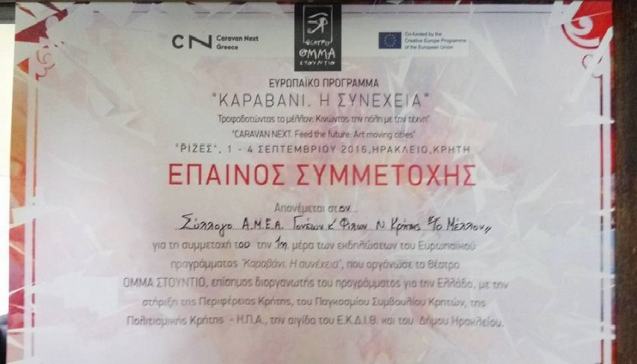 CN Caravan Next
Greece
ΘΕΑΤΡΟ
ΟΜΜΑ
ΣΤΟΥΝΤΙΟ
Co-funded by the
Creative Europe Programme
of the European Union
ΕΥΡΩΠΑΪΚΟ ΠΡΟΓΡΑΜΜΑ
"ΚΑΡΑΒΑΝΙ. Η ΣΥΝΕΧΕΙΑ"
Τροφοδοτώντας το μέλλον: Κινώντας την πόλη με την τέχνη"
"CARAVAN NEXT. Feed the future: Art moving cities"
"ΡΙΖΕΣ", 1 - 4 ΣΕΠΤΕΜΒΡΙΟΥ 2016, ΗΡΑΚΛΕΙΟ, ΚΡΗΤΗ
ΕΠΑΙΝΟΣ ΣΥΜΜΕΤΟΧΗΣ
Απονέμεται στον
Σύλλογο Α.Μ.Ε.Α. Γονέων κ' Φίλων Ν Κρήτης "Το Μέλλον"
για τη συμμετοχή του την 1η μέρα των εκδηλώσεων του Ευρωπαϊκού
προγράμματος "Καραβάνι. Η συνέχεια", που οργάνωσε το θέατρο
ΟΜΜΑ ΣΤΟΥΝΤΙΟ, επίσημος διοργανωτής του προγράμματος για την Ελλάδα, με την
στήριξη της Περιφέρειας Κρήτης, του Παγκοσμίου Συμβουλίου Κρητών, της
Πολιτισμικής Κρήτης - Η.Π.Α., την αιγίδα του Ε.Κ.Δ.Ι.Θ. και του Δήμου Ηρακλείου.